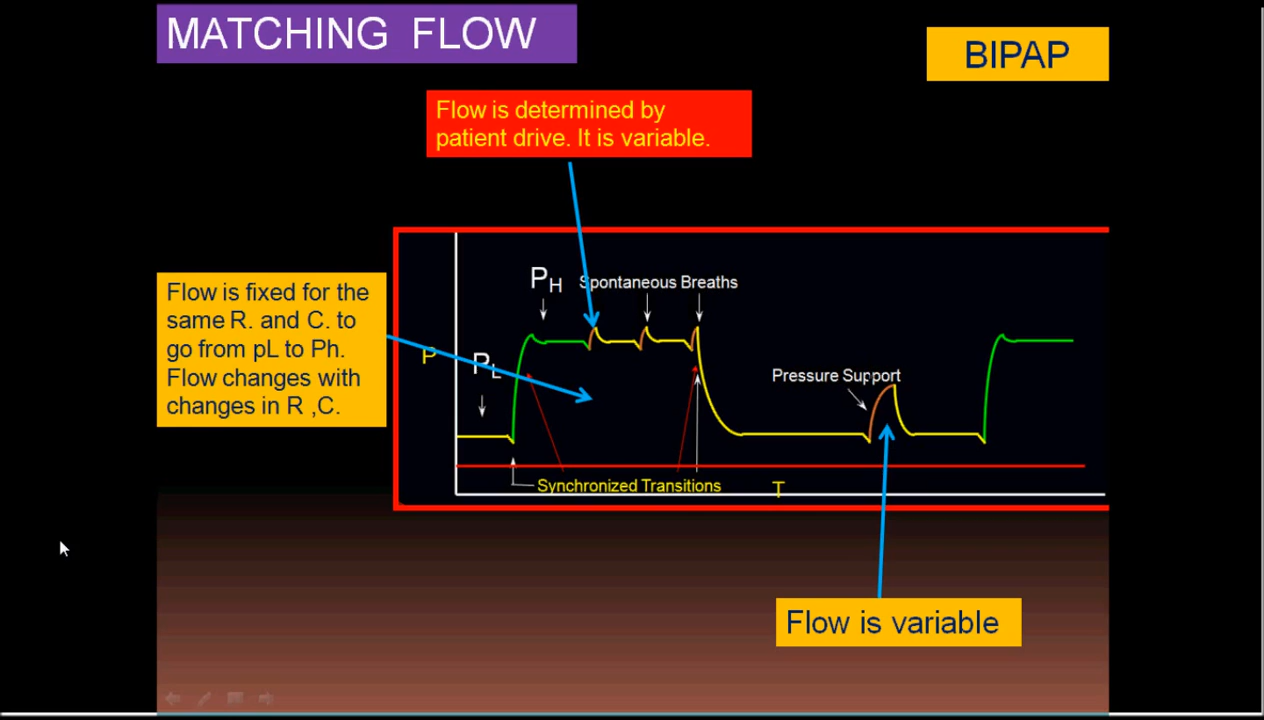 MATCHING FLOW
BIPAP
Flow is determined by
patient drive. It is variable.
Flow is fixed for the
same R. and C. to
go from pL to Ph.
Flow changes with
changes in R ,C.
P
PH
Spontaneous Breaths
PL
Pressure Support
Synchronized Transitions
T
Flow is variable